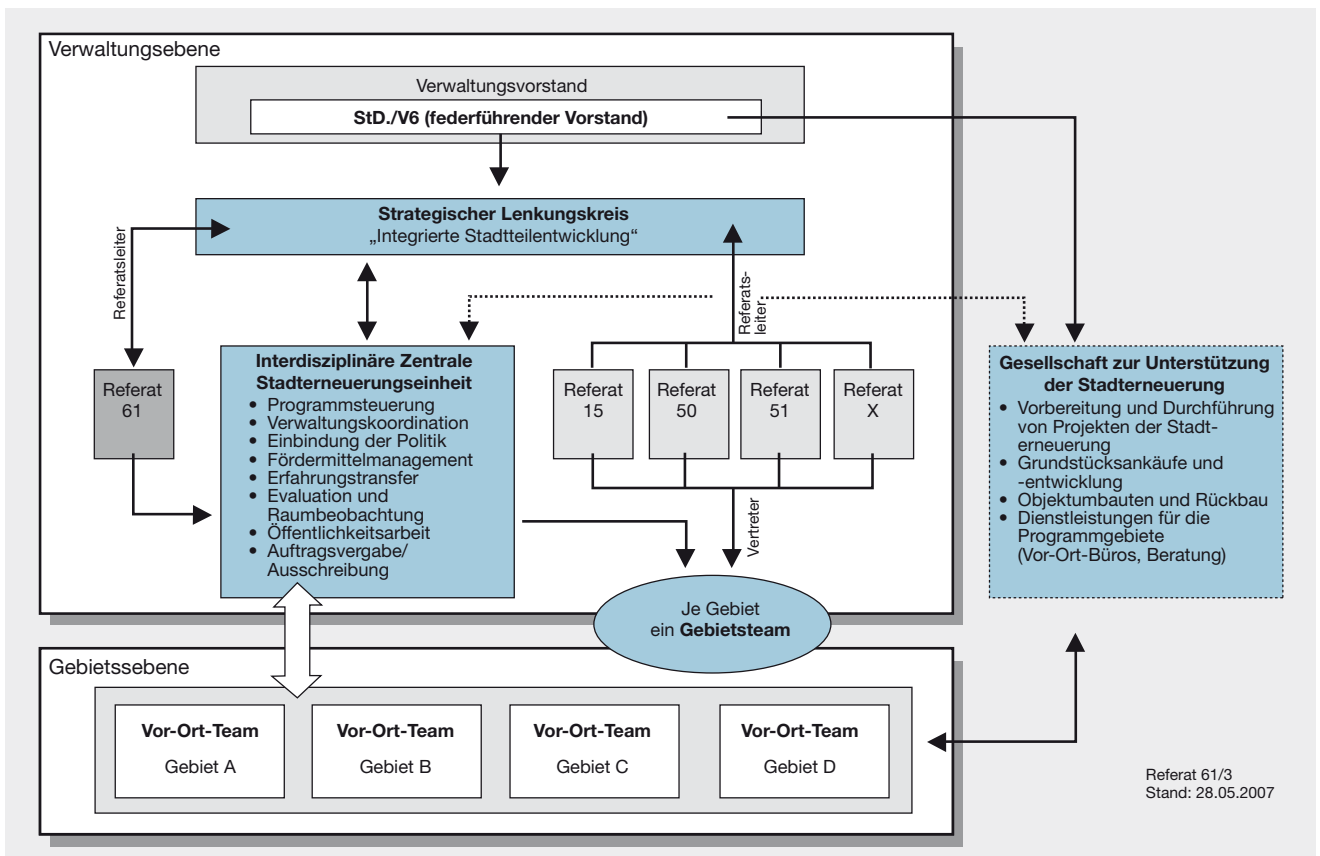 Verwaltungsebene
Verwaltungsvorstand
StD./V6 (federführender Vorstand)
Strategischer Lenkungskreis
„Integrierte Stadtteilentwicklung“
Referatsleiter
Referats-
leiter
Referat
61
Interdisziplinäre Zentrale
Stadterneuerungseinheit
• Programmsteuerung
• Verwaltungskoordination
• Einbindung der Politik
• Fördermittelmanagement
• Erfahrungstransfer
• Evaluation und
Raumbeobachtung
• Öffentlichkeitsarbeit
• Auftragsvergabe/
Ausschreibung
Referat
15
Referat
50
Referat
51
Referat
X
Vertreter
Gesellschaft zur Unterstützung
der Stadterneuerung
• Vorbereitung und Durchführung
von Projekten der Stadt-
erneuerung
• Grundstücksankäufe und
-entwicklung
• Objektumbauten und Rückbau
• Dienstleistungen für die
Programmgebiete
(Vor-Ort-Büros, Beratung)
Je Gebiet
ein Gebietsteam
Gebietssebene
Vor-Ort-Team
Gebiet A
Vor-Ort-Team
Gebiet B
Vor-Ort-Team
Gebiet C
Vor-Ort-Team
Gebiet D
Referat 61/3
Stand: 28.05.2007